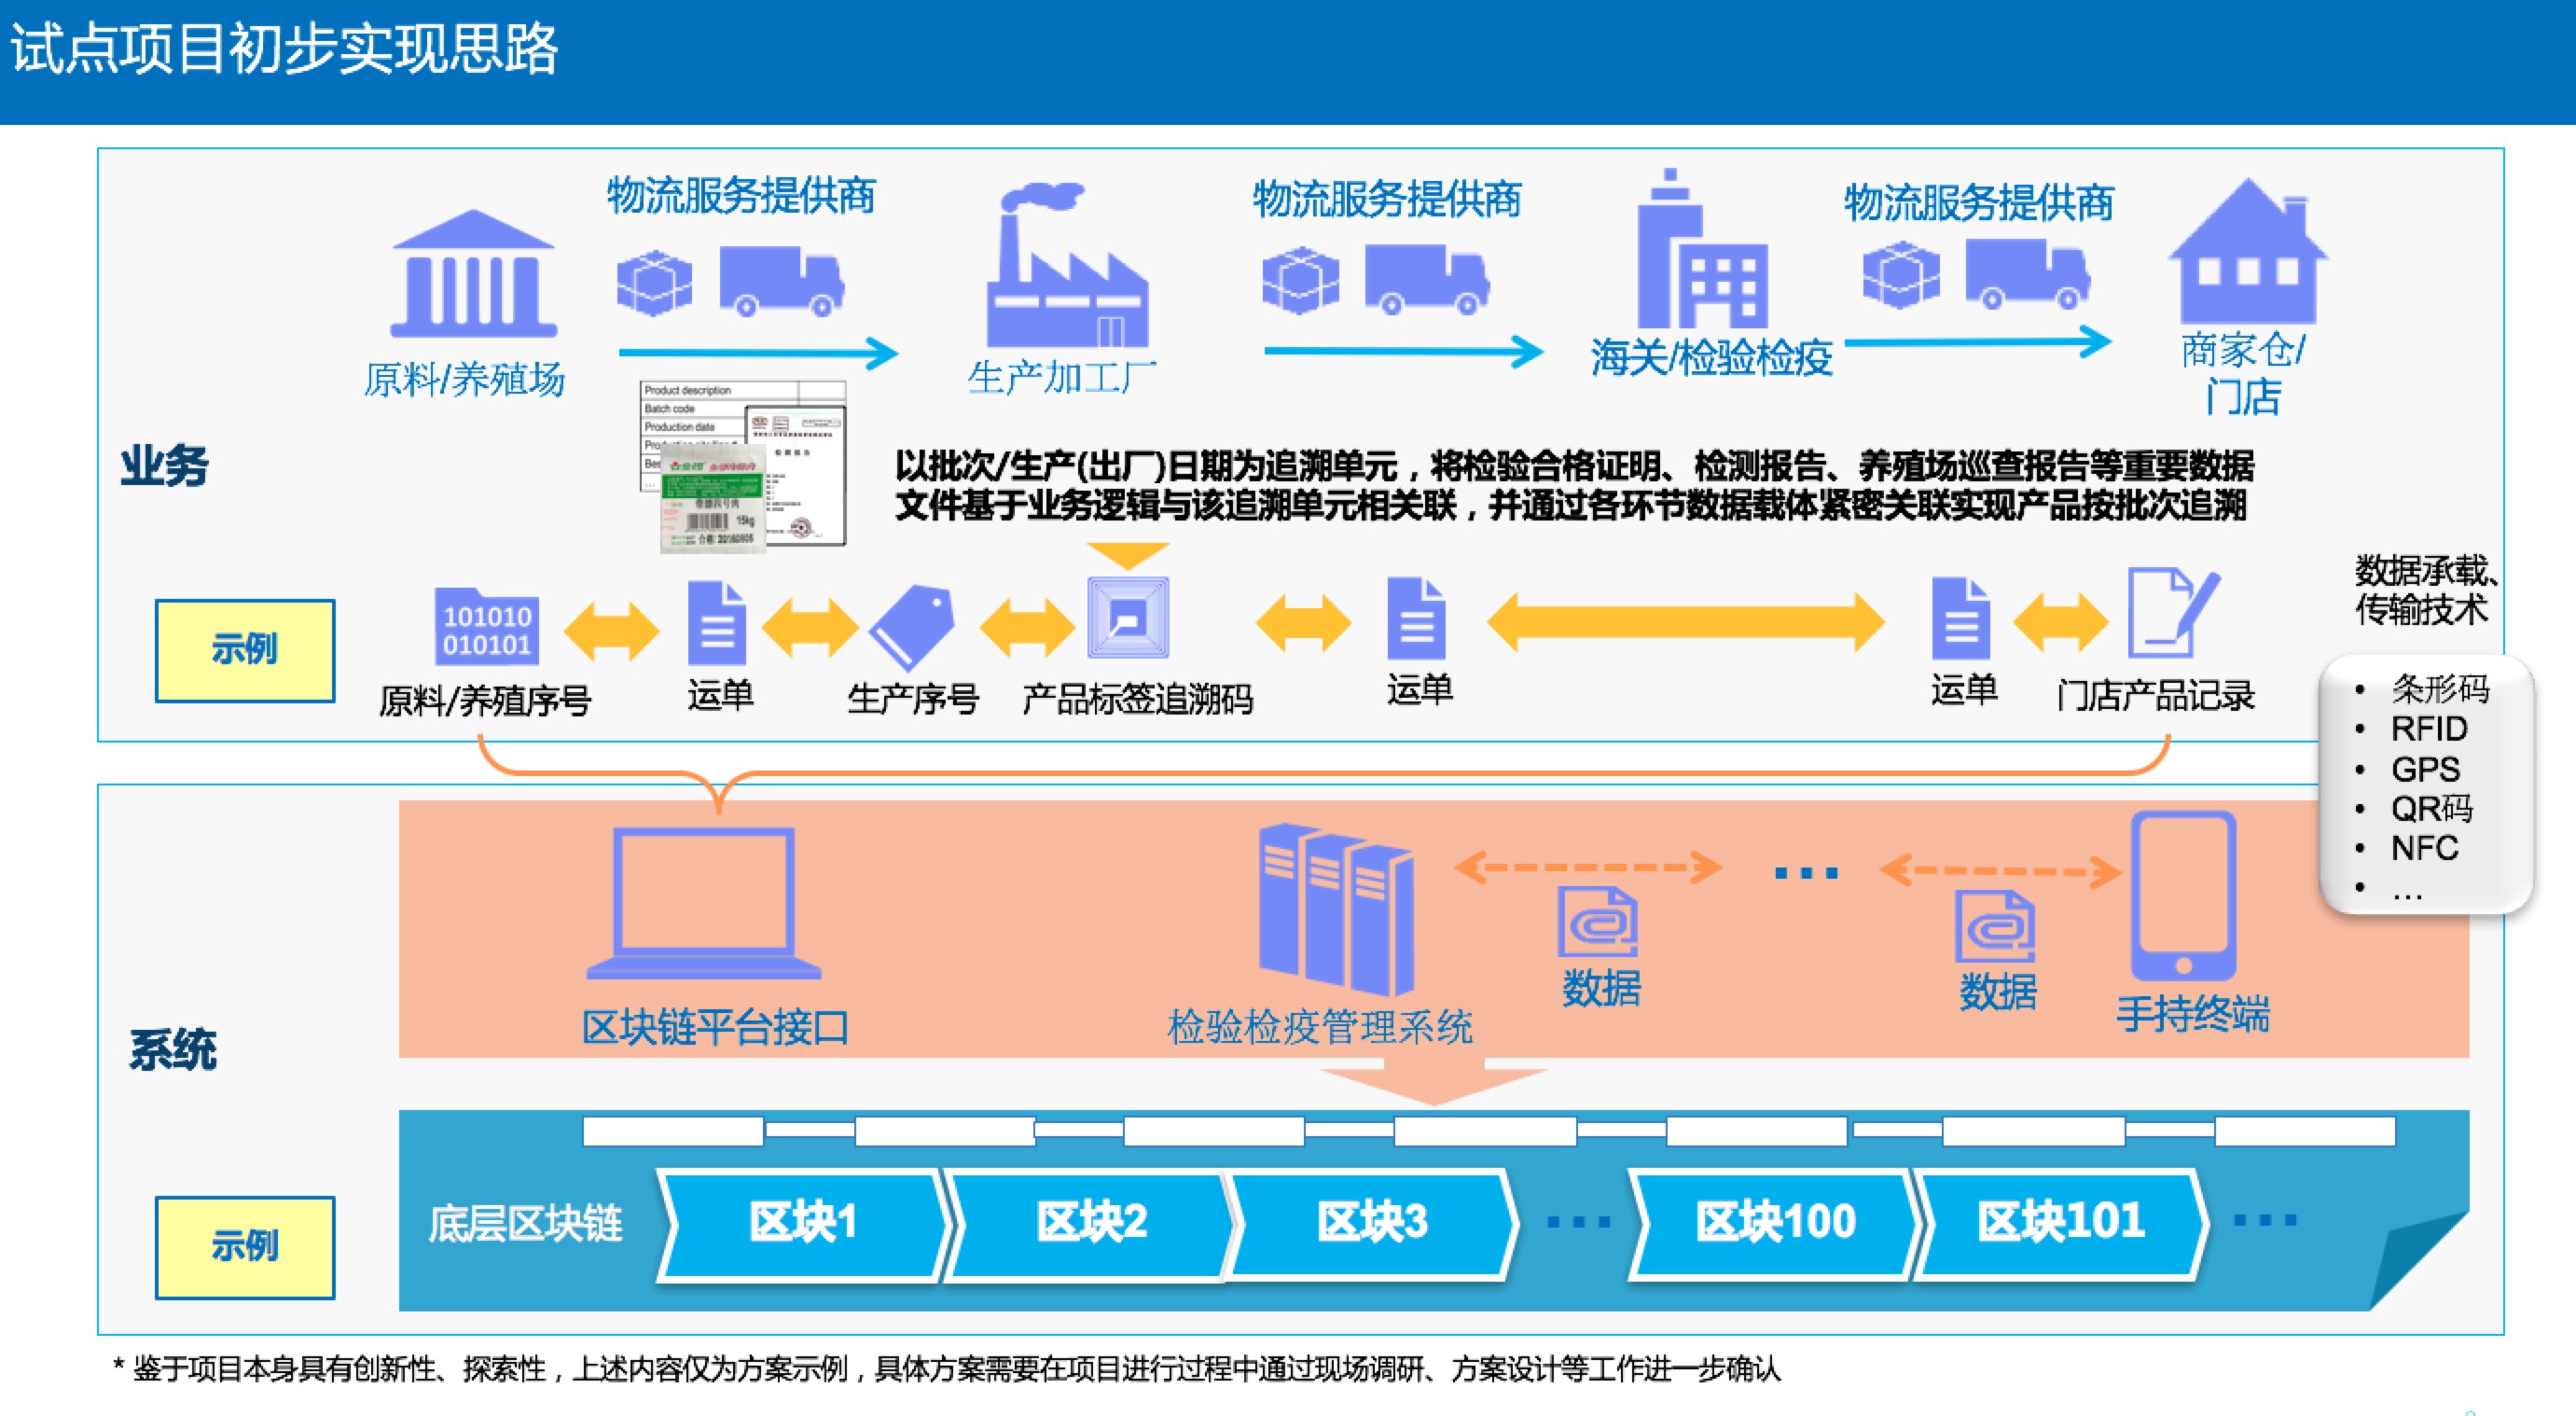 试点项目初步实现思路
物流服务提供商
物流服务提供商
物流服务提供商
原料/养殖场
生产加工厂
海关/检验检疫
商家仓/
门店
Product description
Batch code
Production date
检测报告
15kg
合格 20160805
业务
以批次/生产(出厂)日期为追溯单元，将检验合格证明、检测报告、养殖场巡查报告等重要数据
文件基于业务逻辑与该追溯单元相关联，并通过各环节数据载体紧密关联实现产品按批次追溯
示例
101010
010101
原料/养殖序号
运单
生产序号
产品标签追溯码
运单
运单
门店产品记录
数据承载、
传输技术
• 条形码
• RFID
• GPS
• QR码
• NFC
• ...
系统
区块链平台接口
检验检疫管理系统
数据
...
数据
手持终端
示例
底层区块链
区块1
区块2
区块3
...
区块100
区块101
...
* 鉴于项目本身具有创新性、探索性，上述内容仅为方案示例，具体方案需要在项目进行过程中通过现场调研、方案设计等工作进一步确认